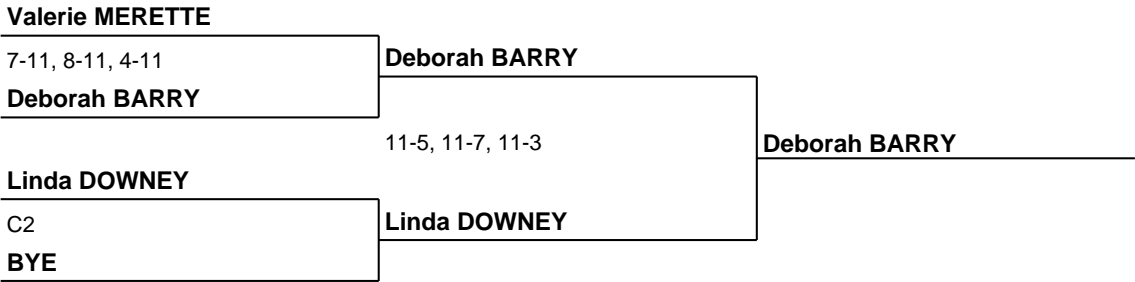 Valerie MERETTE
7-11, 8-11, 4-11
Deborah BARRY
Deborah BARRY
11-5, 11-7, 11-3
Deborah BARRY
Linda DOWNEY
C2
Linda DOWNEY
BYE